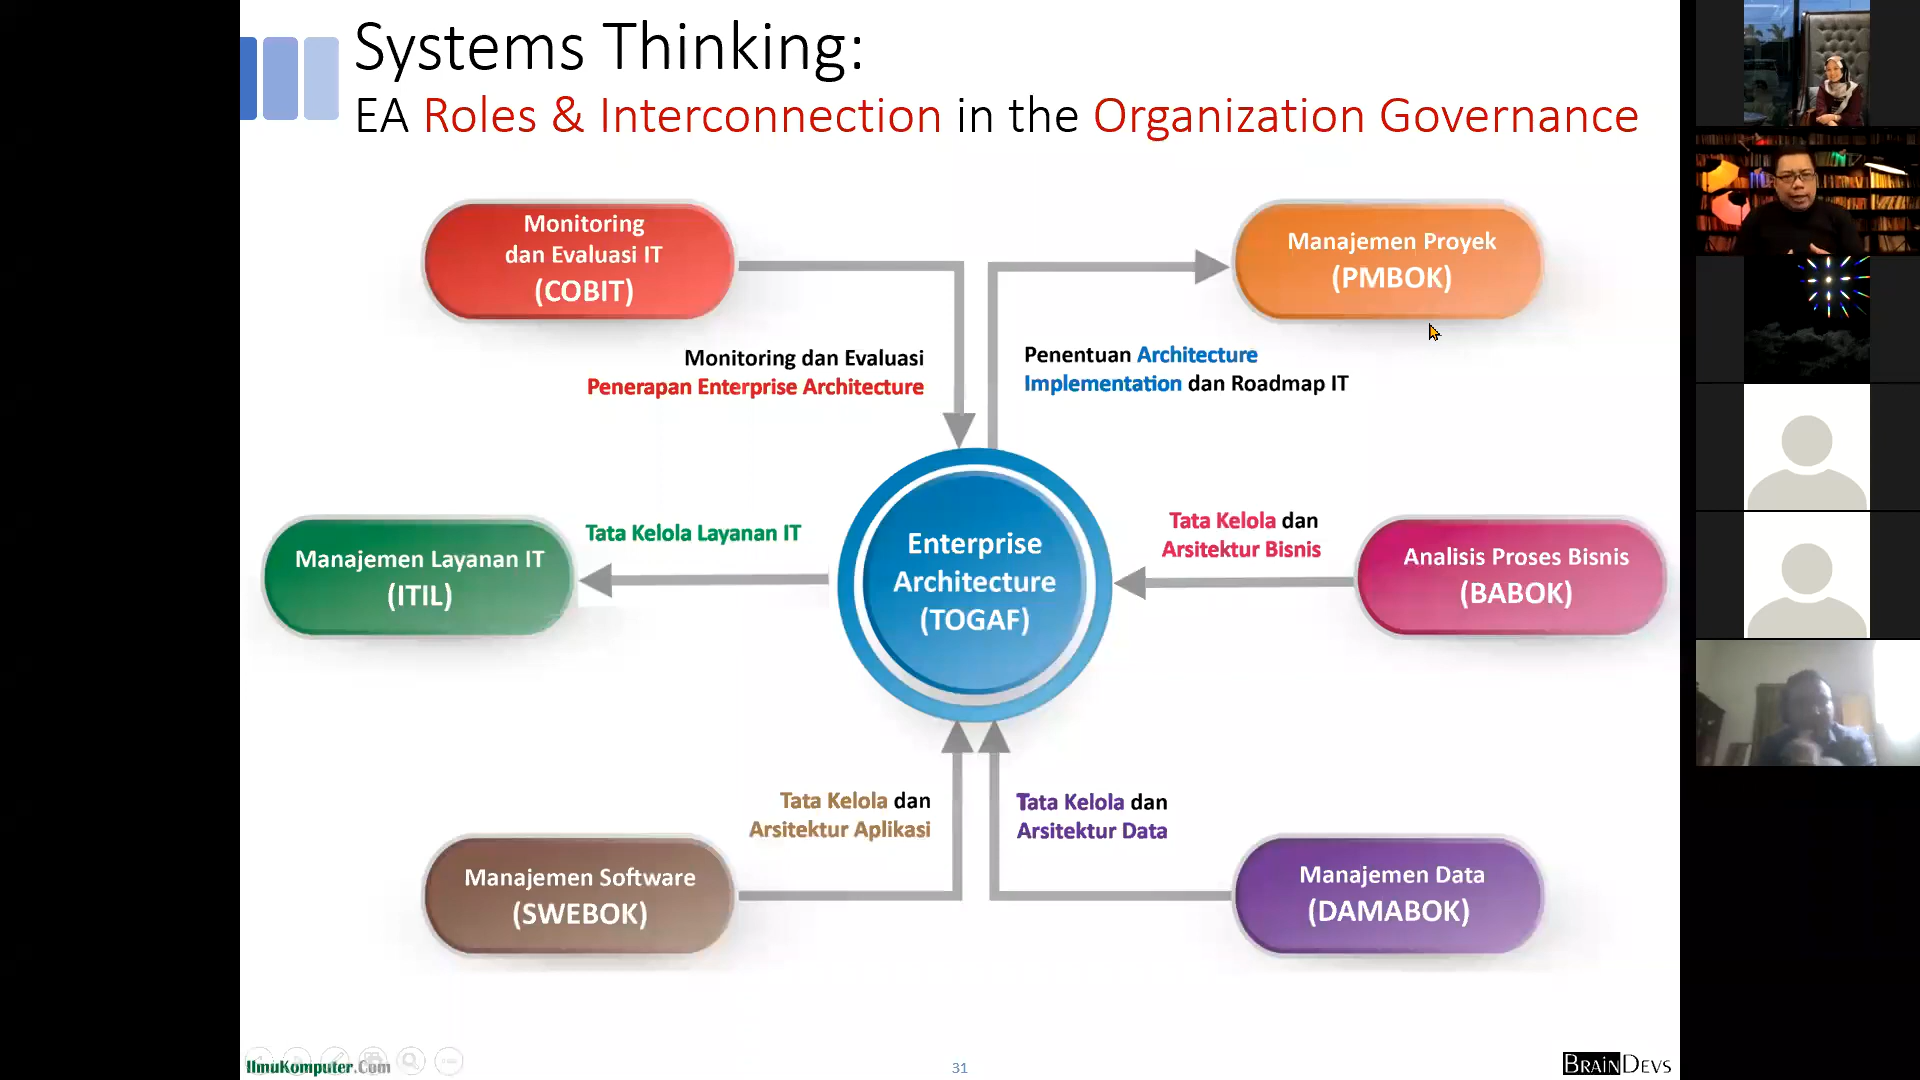 Systems Thinking:
EA Roles & Interconnection in the Organization Governance
Monitoring
dan Evaluasi IT
(COBIT)
Manajemen Proyek
(PMBOK)
Monitoring dan Evaluasi
Penerapan Enterprise Architecture
Penentuan Architecture
Implementation dan Roadmap IT
Manajemen Layanan IT
(ITIL)
Tata Kelola Layanan IT
Enterprise
Architecture
(TOGAF)
Tata Kelola dan
Arsitektur Bisnis
Analisis Proses Bisnis
(BABOK)
Tata Kelola dan
Arsitektur Aplikasi
Tata Kelola dan
Arsitektur Data
Manajemen Software
(SWEBOK)
Manajemen Data
(DAMABOK)
IlmuKomputer.Com
31
BRAINDEVS